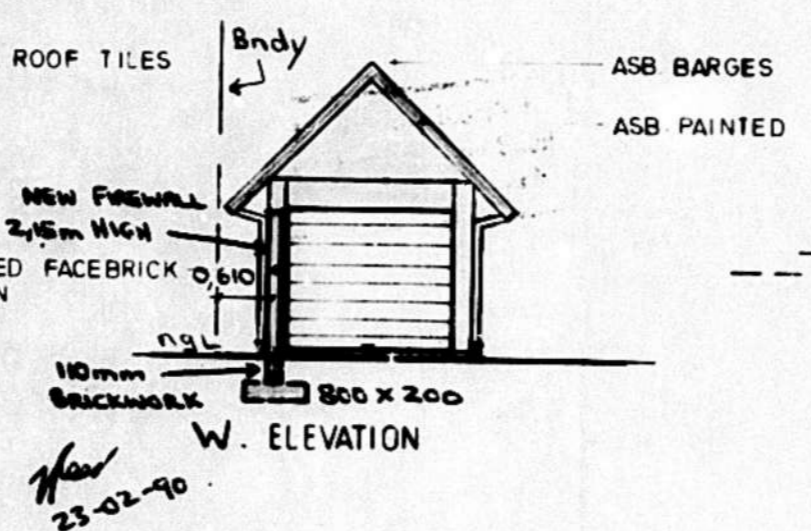 ROOF TILES
Bndy
ASB. BARGES
ASB. PAINTED
NEW FIREWALL
2,15m HIGH
ED FACEBRICK
N
0,610
ngl
110mm
BRICKWORK
800 x 200
W. ELEVATION
23-02-90